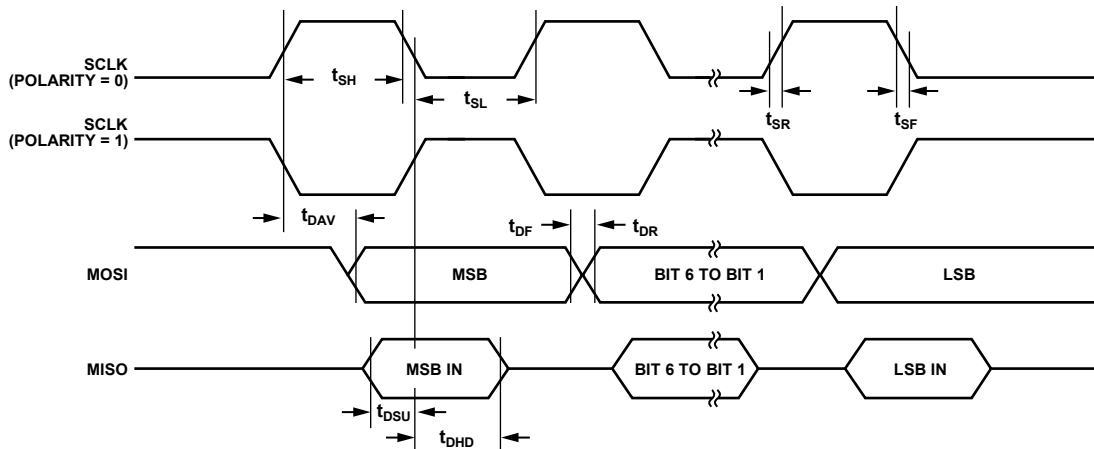 SCLK
(POLARITY = 0)
tSH
tSL
tSR
tSF
SCLK
(POLARITY = 1)
tDAV
tDF
tDR
MOSI
MSB
BIT 6 TO BIT 1
LSB
MISO
MSB IN
BIT 6 TO BIT 1
LSB IN
tDSU
tDHD